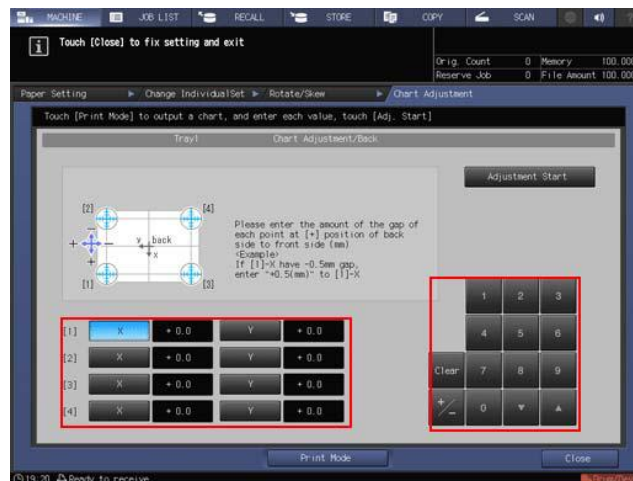 MACHINE JOB LIST RECALL STORE COPY SCAN
Touch [Close] to fix setting and exit
Orig. Count 0 Memory 100.00
Reserve Job 0 File Amount 100.00
Paper Setting Change IndividualSet Rotate/Skew Chart Adjustment
Touch [Print Mode] to output a chart, and enter each value, touch [Adj. Start]
Tray1 Chart Adjustment/Back
Adjustment Start
[2] [4]
+ - + -
y back
x
[1] [3]
Please enter the amount of the gap of
each point at [+] position of back
side to front side (mm)
<Example>
If [1]-X have -0.5mm gap,
enter "+0.5(mm)" to [1]-X
1 2 3
4 5 6
Clear 7 8 9
+/- 0 ▼ ▲
[1] X + 0.0 Y + 0.0
[2] X + 0.0 Y + 0.0
[3] X + 0.0 Y + 0.0
[4] X + 0.0 Y + 0.0
Print Mode Close
19:20 Ready to receive